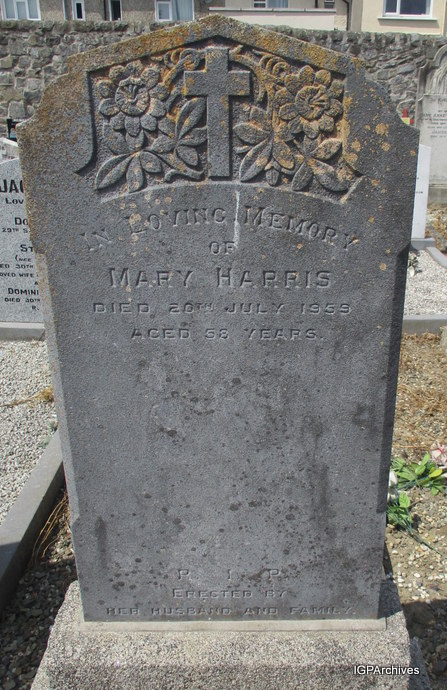 IN LOVING MEMORY
OF
MARY HARRIS
DIED 20TH JULY 1959
AGED 58 YEARS.
R I P
ERECTED BY
HER HUSBAND AND FAMILY.
IGPArchives